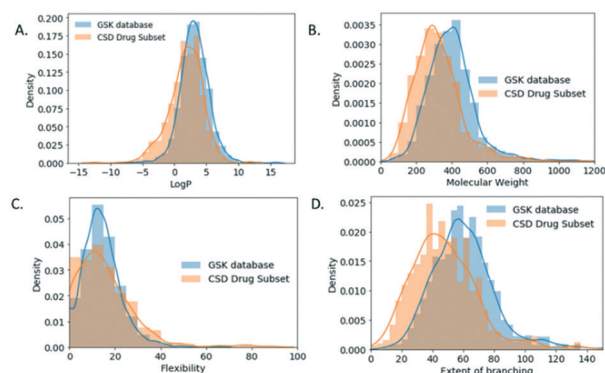 A.
0.200
0.175
0.150
0.125
0.100
0.075
0.050
0.025
0.000
Density
GSK database
CSD Drug Subset
-15 -10 -5 0 5 10 15
LogP
B.
0.0035
0.0030
0.0025
0.0020
0.0015
0.0010
0.0005
0.0000
Density
GSK database
CSD Drug Subset
0 200 400 600 800 1000 1200
Molecular Weight
C.
0.05
0.04
0.03
0.02
0.01
0.00
Density
GSK database
CSD Drug Subset
0 20 40 60 80 100
Flexibility
D.
0.025
0.020
0.015
0.010
0.005
0.000
Density
GSK database
CSD Drug Subset
0 20 40 60 80 100 120 140
Extent of branching